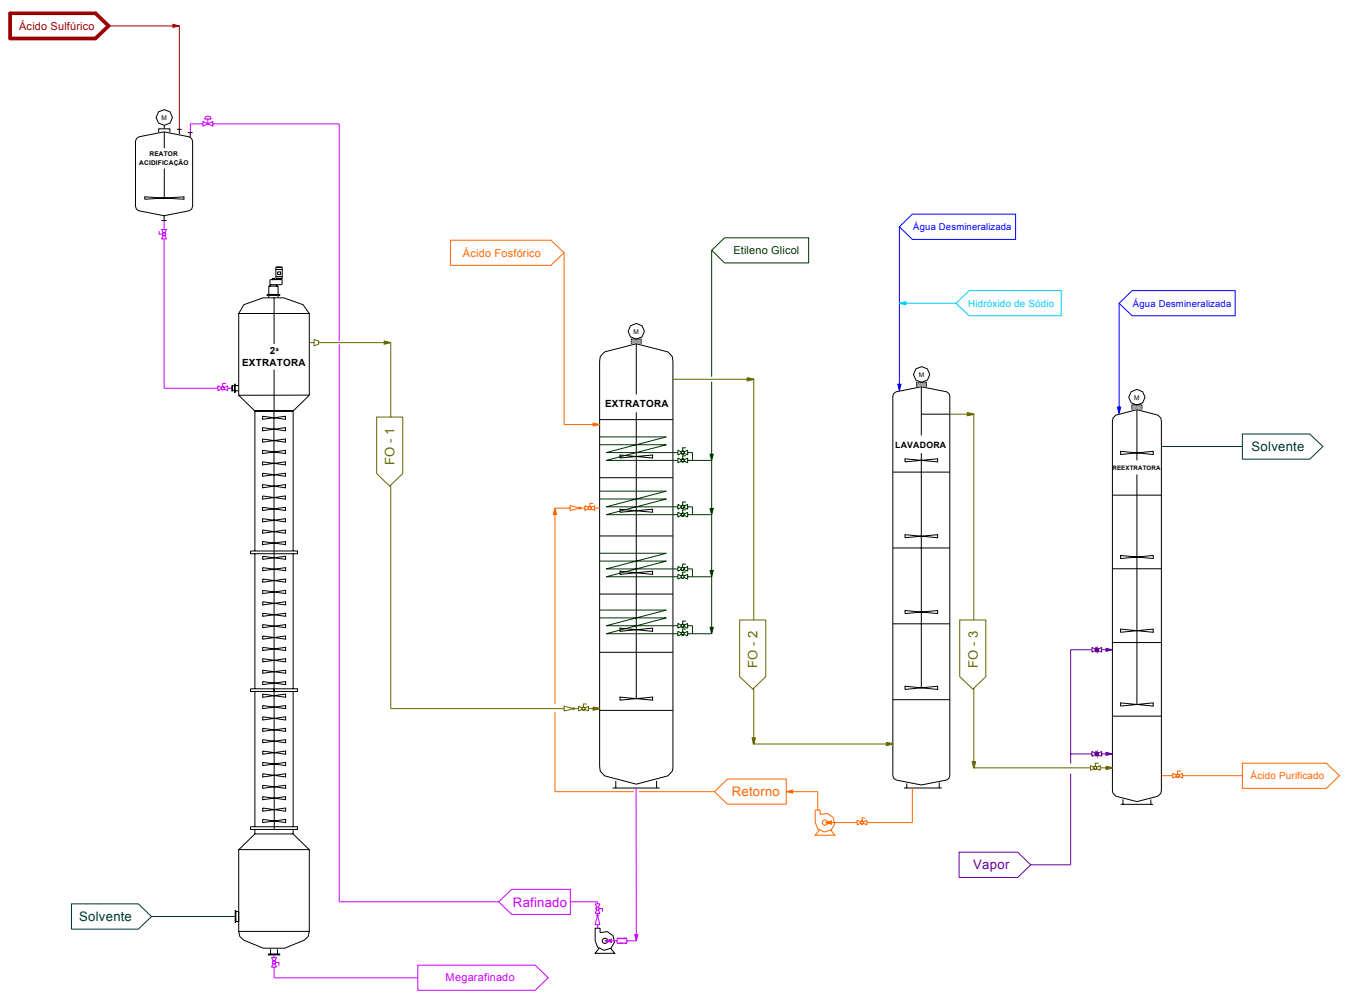 Ácido Sulfúrico
M
REATOR
ACIDIFICAÇÃO
Água Desmineralizada
Ácido Fosfórico
Etileno Glicol
Hidróxido de Sódio
Água Desmineralizada
M
M
M
2ª
EXTRATORA
EXTRATORA
LAVADORA
REEXTRATORA
Solvente
FO - 1
FO - 2
FO - 3
Retorno
Ácido Purificado
Vapor
Rafinado
Solvente
Megarafinado